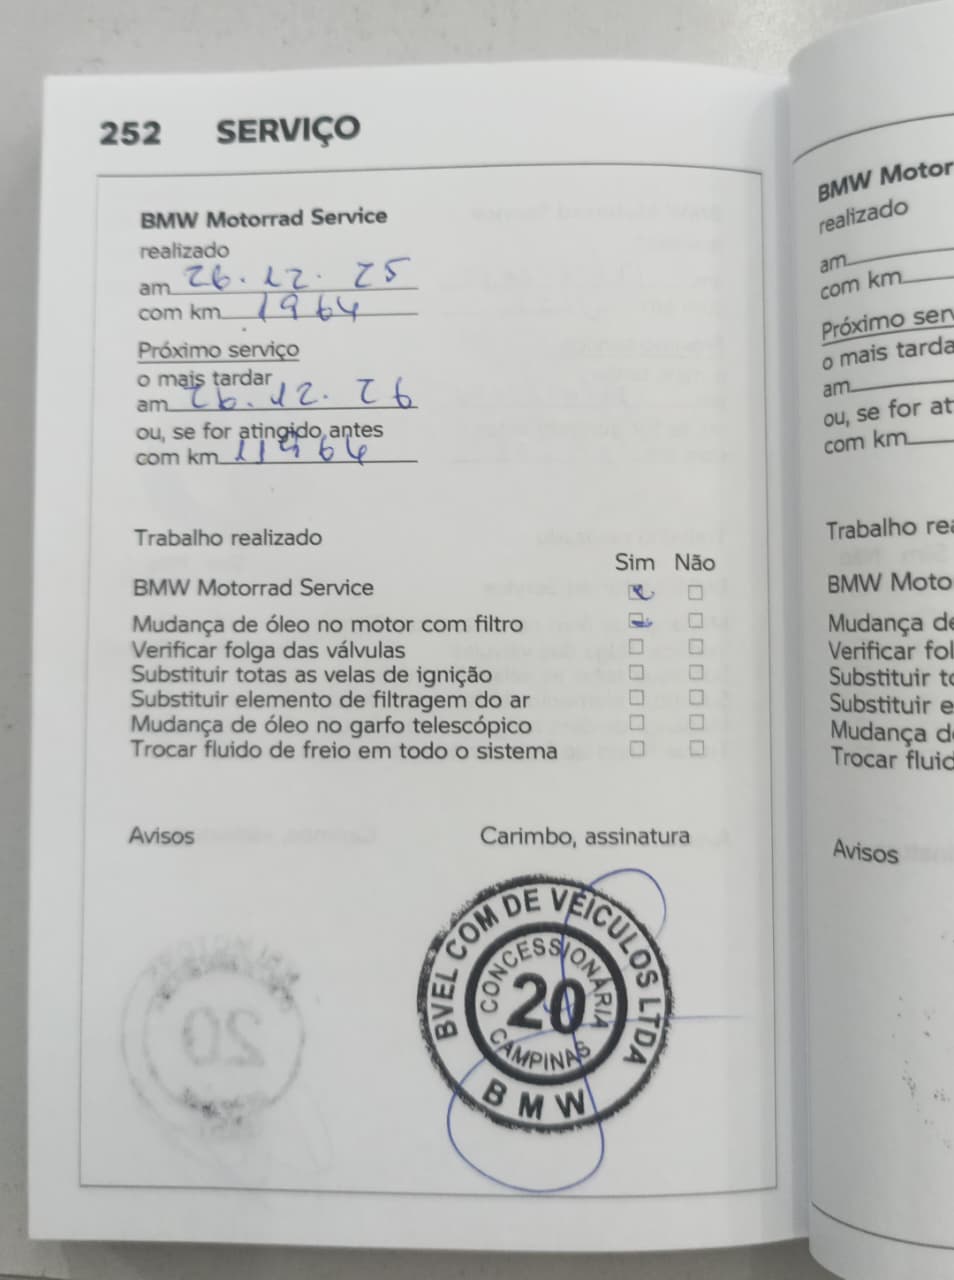 252 SERVIÇO
BMW Motorrad Service
realizado
am 26.12.25
com km 1964
Próximo serviço
o mais tardar
am 26.12.26
ou, se for atingido antes
com km 11964
Trabalho realizado
Sim Não
BMW Motorrad Service
Mudança de óleo no motor com filtro
Verificar folga das válvulas
Substituir totas as velas de ignição
Substituir elemento de filtragem do ar
Mudança de óleo no garfo telescópico
Trocar fluido de freio em todo o sistema
Avisos
Carimbo, assinatura
BVEL COM DE VEÍCULOS LTDA
CONCESSIONÁRIA
20
CAMPINAS
BMW
BMW Motor
realizado
am
com km
Próximo serv
o mais tarda
am
ou, se for at
com km
Trabalho rea
BMW Moto
Mudança de
Verificar fol
Substituir to
Substituir e
Mudança d
Trocar fluid
Avisos